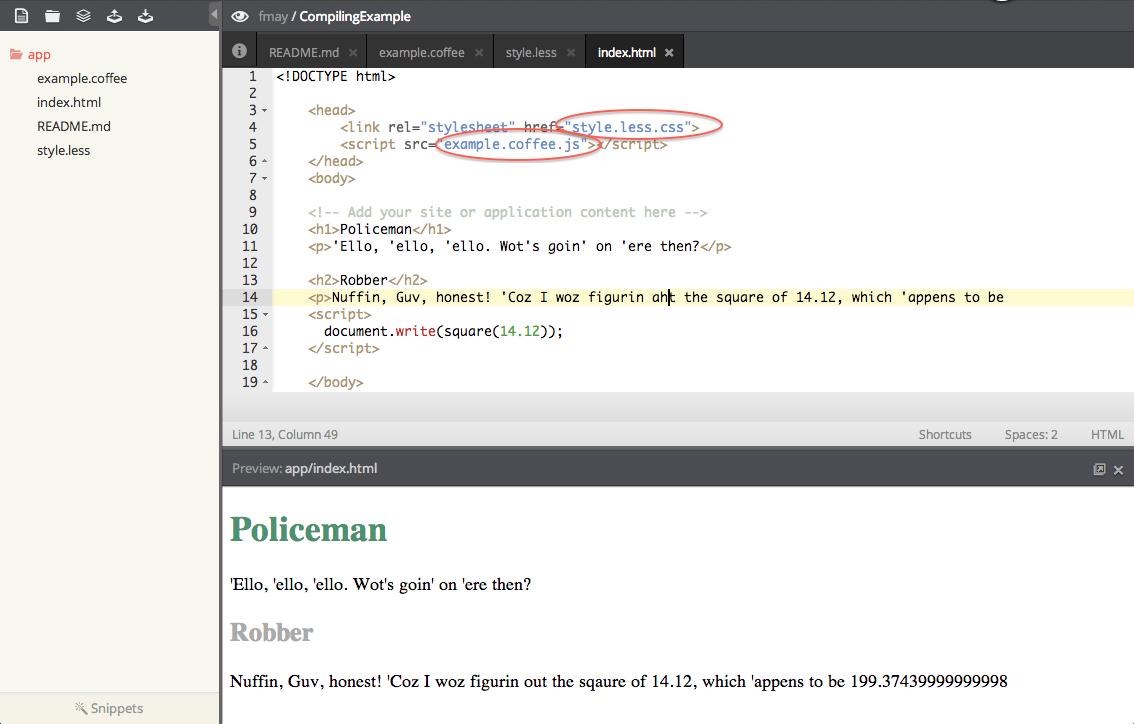 fmay / CompilingExample
app
example.coffee
index.html
README.md
style.less
README.md ×
example.coffee ×
style.less ×
index.html ×
1 <!DOCTYPE html>
2
3 <head>
4 <link rel="stylesheet" href="style.less.css">
5 <script src="example.coffee.js"></script>
6 </head>
7 <body>
8
9 <!-- Add your site or application content here -->
10 <h1>Policeman</h1>
11 <p>'Ello, 'ello, 'ello. Wot's goin' on 'ere then?</p>
12
13 <h2>Robber</h2>
14 <p>Nuffin, Guv, honest! 'Coz I woz figurin aht the square of 14.12, which 'appens to be
15 <script>
16 document.write(square(14.12));
17 </script>
18
19 </body>
Line 13, Column 49
Shortcuts
Spaces: 2
HTML
Preview: app/index.html
Policeman
'Ello, 'ello, 'ello. Wot's goin' on 'ere then?
Robber
Nuffin, Guv, honest! 'Coz I woz figurin out the sqaure of 14.12, which 'appens to be 199.37439999999998
Snippets